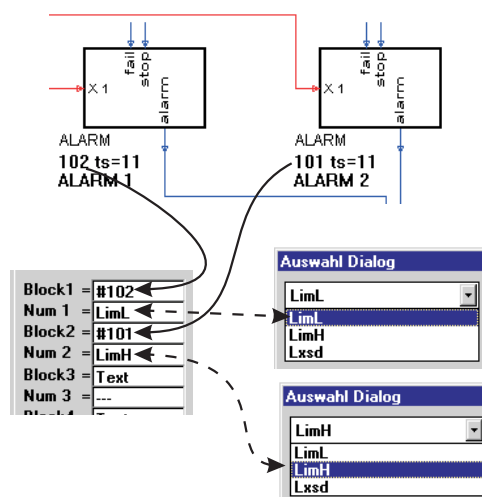 fail
stop
X 1
alarm
ALARM
102 ts=11
ALARM 1
fail
stop
X 1
alarm
ALARM
101 ts=11
ALARM 2
Block1 = #102
Num 1 = LimL
Block2 = #101
Num 2 = LimH
Block3 = Text
Num 3 = ---
Auswahl Dialog
LimL
LimL
LimH
Lxsd
Auswahl Dialog
LimH
LimL
LimH
Lxsd